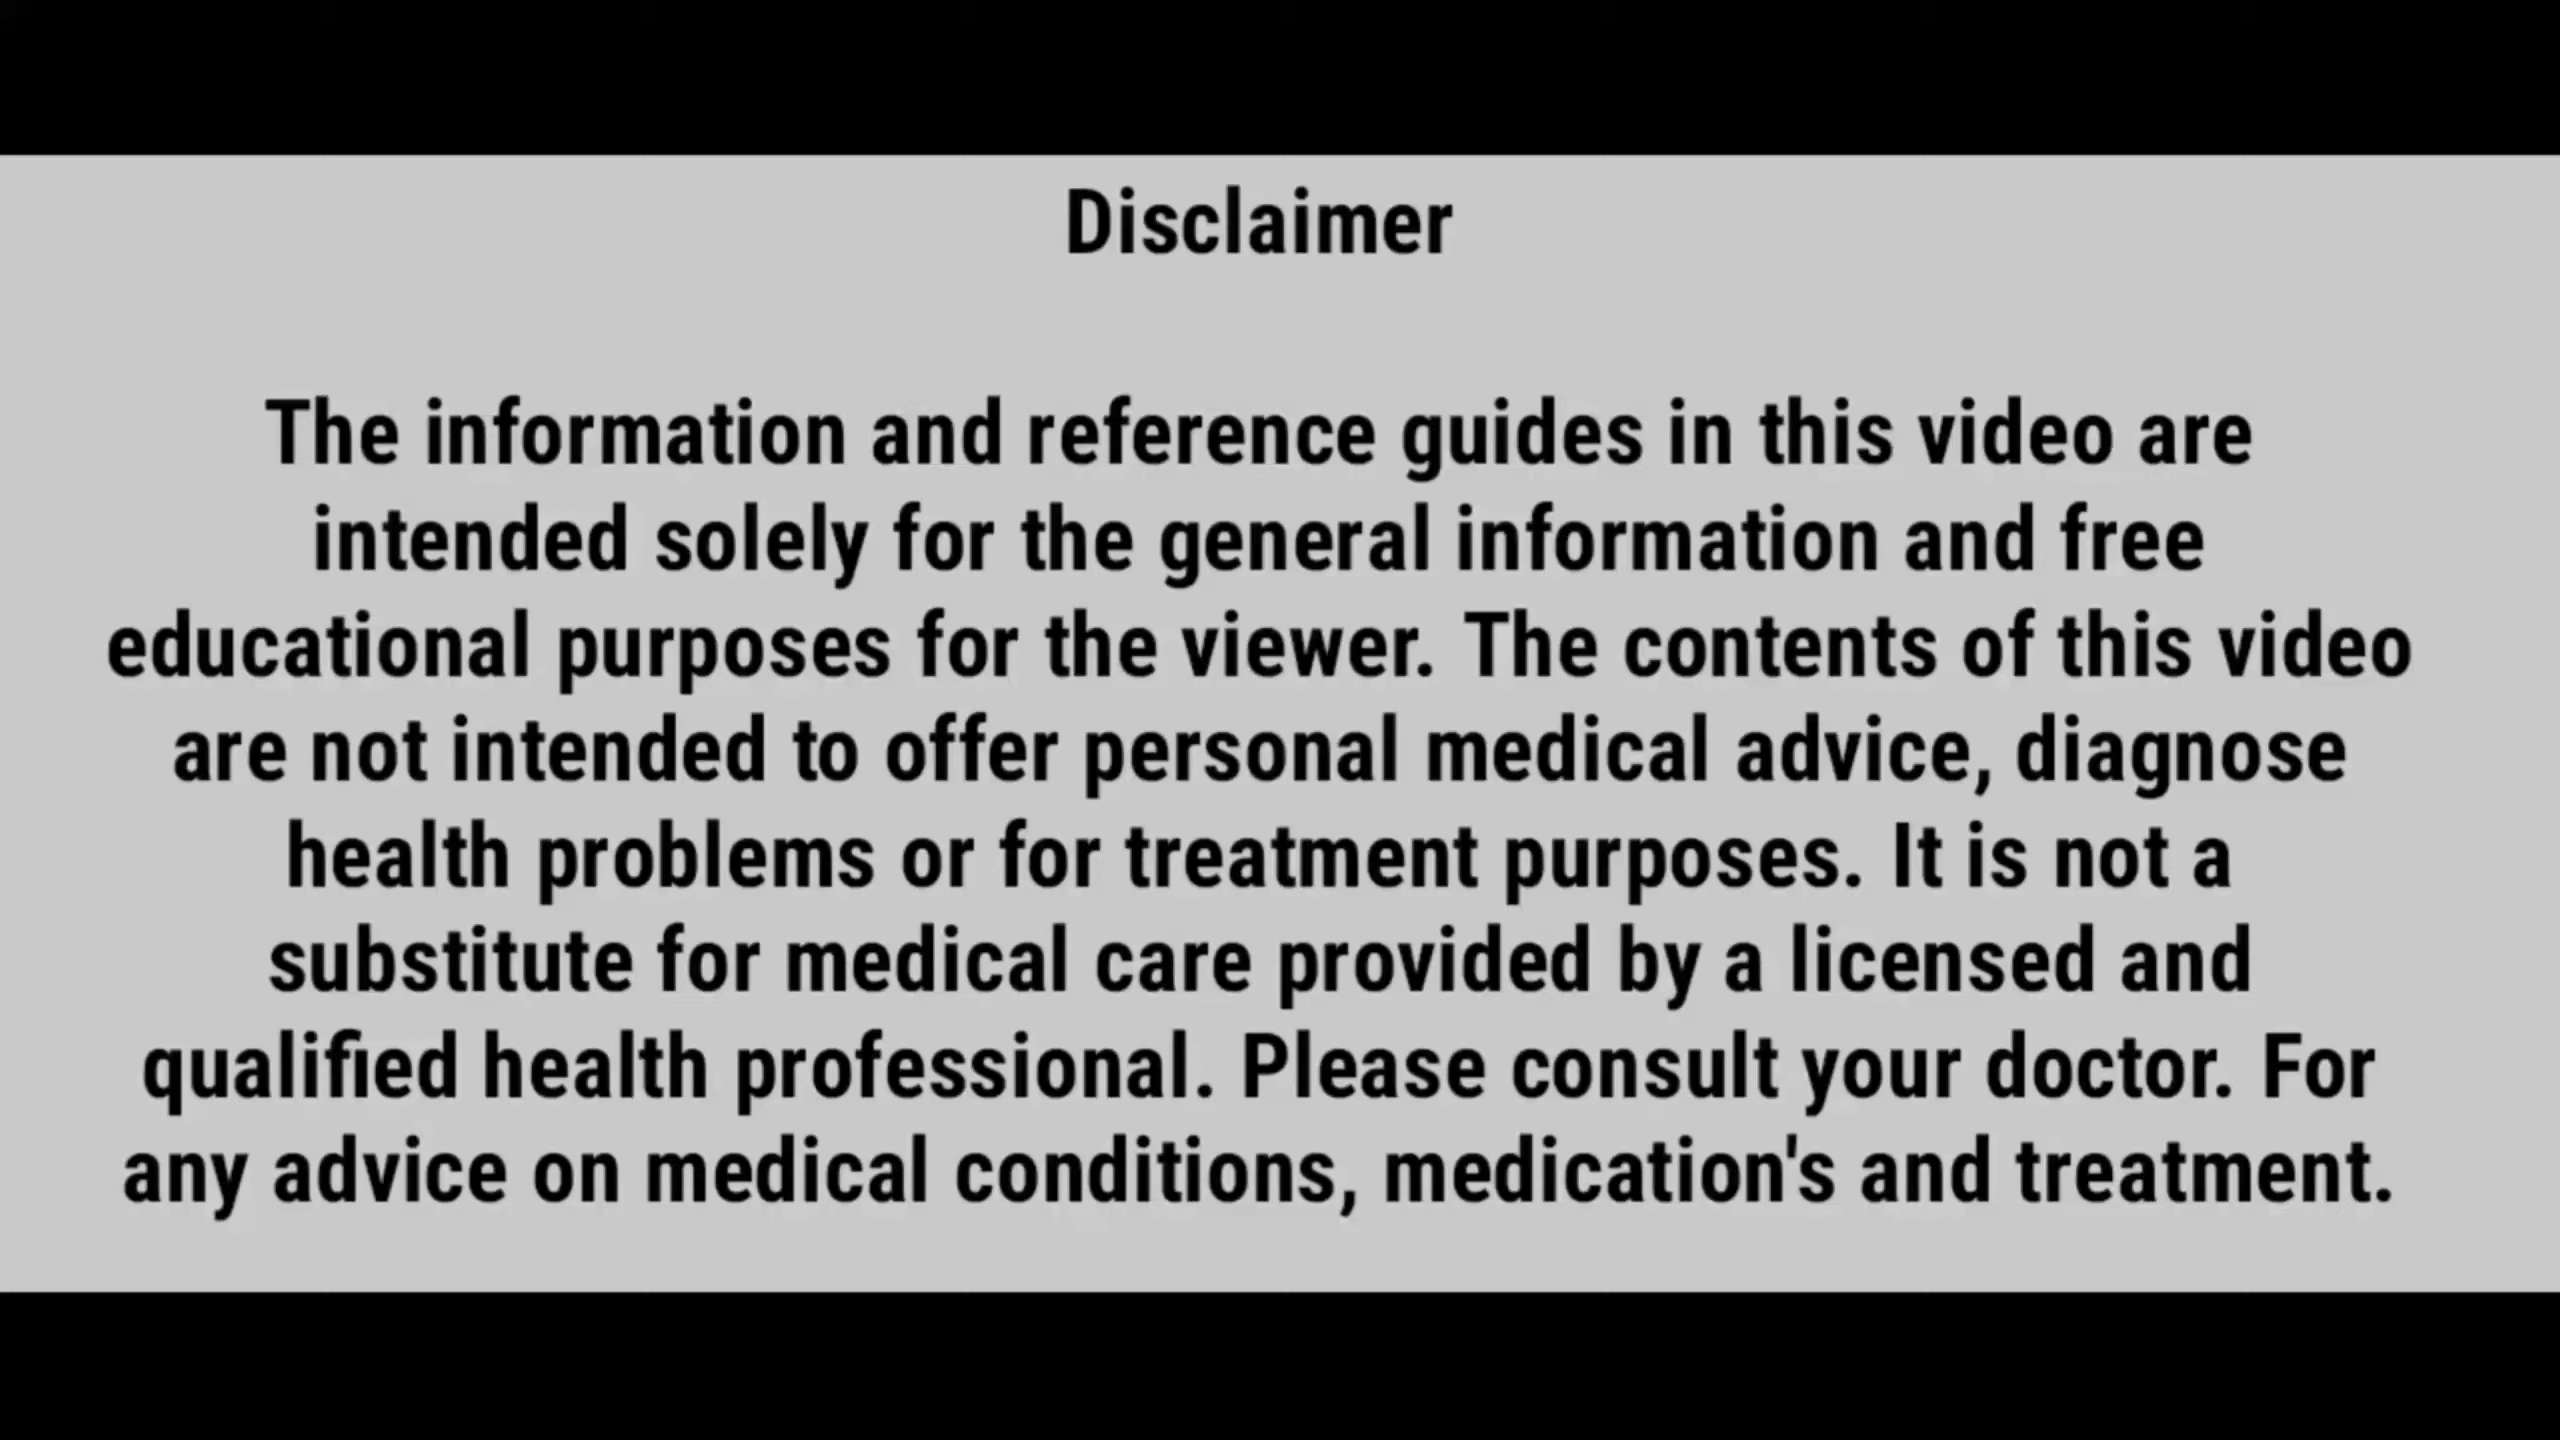 Disclaimer
The information and reference guides in this video are
intended solely for the general information and free
educational purposes for the viewer. The contents of this video
are not intended to offer personal medical advice, diagnose
health problems or for treatment purposes. It is not a
substitute for medical care provided by a licensed and
qualified health professional. Please consult your doctor. For
any advice on medical conditions, medication's and treatment.